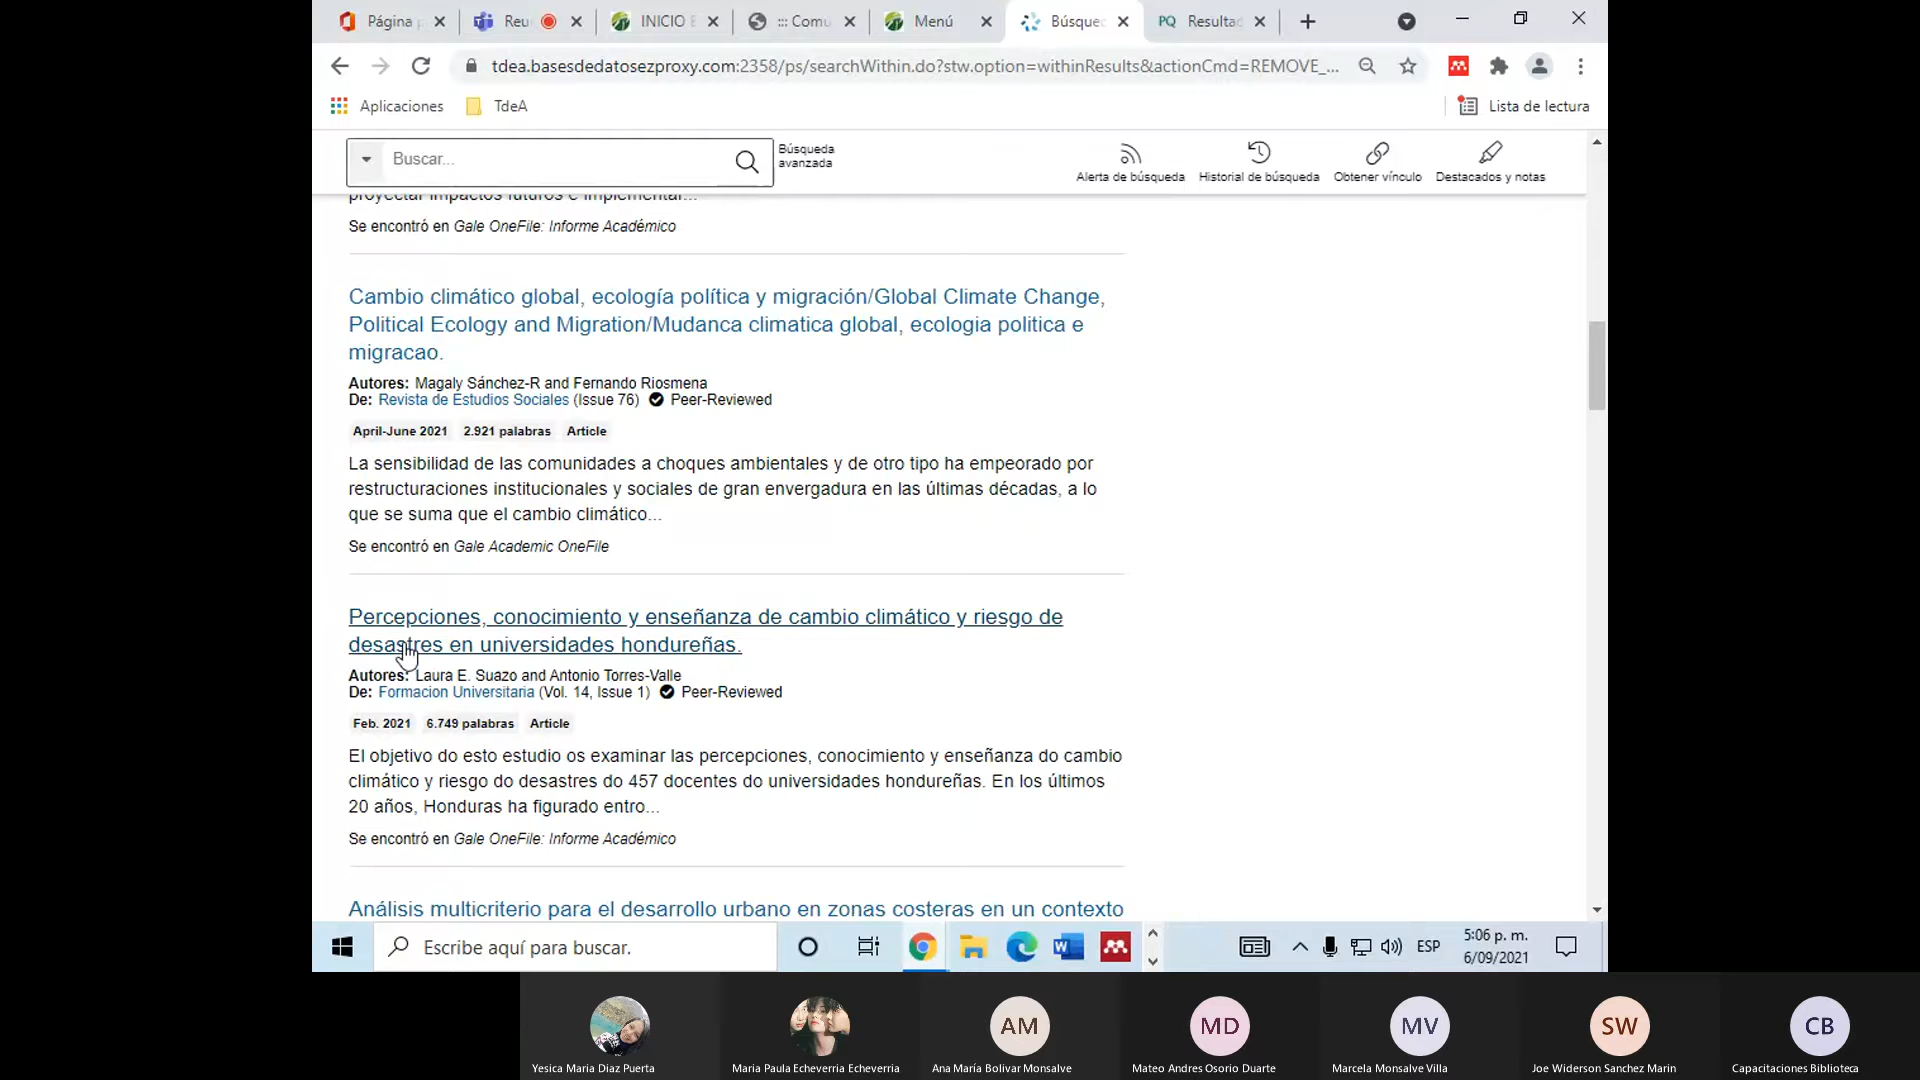 Página p
Reu
INICIO E
::: Comu
Menú
Búsque
PQ Resultad
tdea.basesdedatosezproxy.com:2358/ps/searchWithin.do?stw.option=withinResults&actionCmd=REMOVE_...
Aplicaciones
TdeA
Lista de lectura
Buscar...
Búsqueda
avanzada
Alerta de búsqueda
Historial de búsqueda
Obtener vínculo
Destacados y notas
proyectar impactos futuros e implementar...
Se encontró en Gale OneFile: Informe Académico
Cambio climático global, ecología política y migración/Global Climate Change,
Political Ecology and Migration/Mudanca climatica global, ecologia politica e
migracao.
Autores: Magaly Sánchez-R and Fernando Riosmena
De: Revista de Estudios Sociales (Issue 76) Peer-Reviewed
April-June 2021 2.921 palabras Article
La sensibilidad de las comunidades a choques ambientales y de otro tipo ha empeorado por
restructuraciones institucionales y sociales de gran envergadura en las últimas décadas, a lo
que se suma que el cambio climático...
Se encontró en Gale Academic OneFile
Percepciones, conocimiento y enseñanza de cambio climático y riesgo de
desastres en universidades hondureñas.
Autores: Laura E. Suazo and Antonio Torres-Valle
De: Formacion Universitaria (Vol. 14, Issue 1) Peer-Reviewed
Feb. 2021 6.749 palabras Article
El objetivo do esto estudio os examinar las percepciones, conocimiento y enseñanza do cambio
climático y riesgo do desastres do 457 docentes do universidades hondureñas. En los últimos
20 años, Honduras ha figurado entro...
Se encontró en Gale OneFile: Informe Académico
Análisis multicriterio para el desarrollo urbano en zonas costeras en un contexto
Escribe aquí para buscar.
ESP
5:06 p. m.
6/09/2021
AM
MD
MV
SW
CB
Yesica Maria Diaz Puerta
Maria Paula Echeverria Echeverria
Ana María Bolivar Monsalve
Mateo Andres Osorio Duarte
Marcela Monsalve Villa
Joe Widerson Sanchez Marin
Capacitaciones Biblioteca